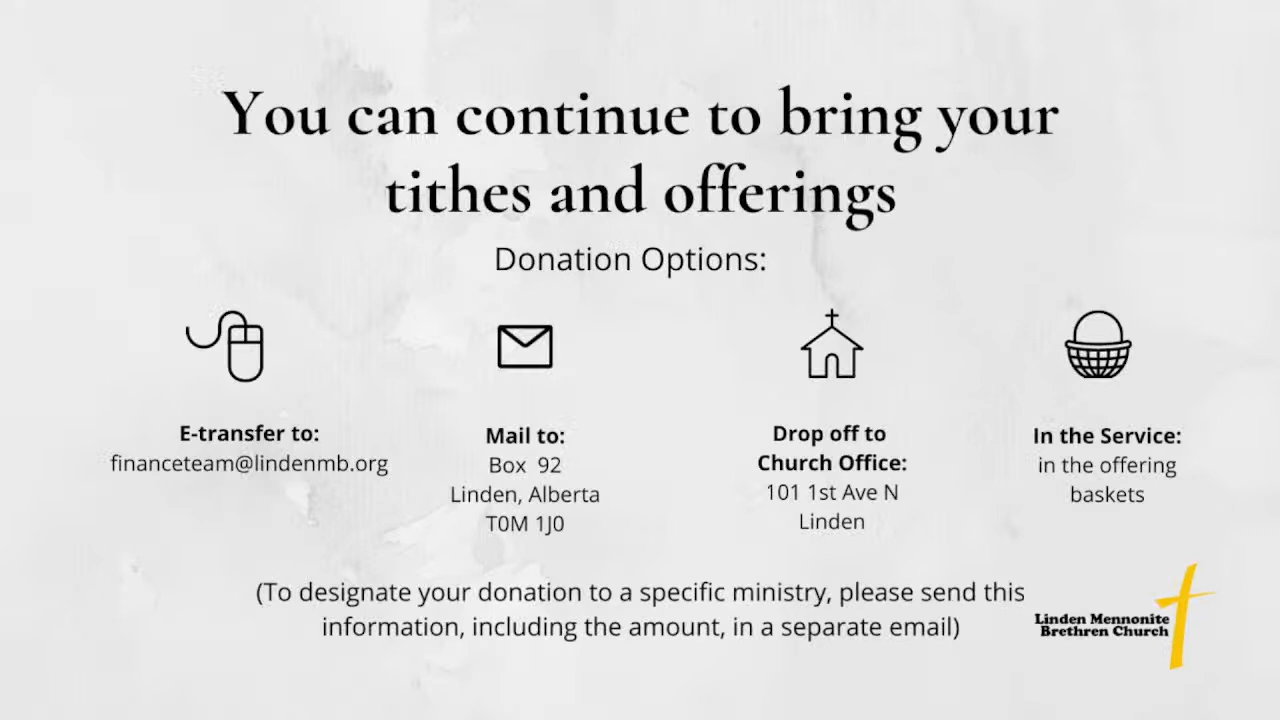 You can continue to bring your
tithes and offerings
Donation Options:
E-transfer to:
financeteam@lindenmb.org
Mail to:
Box 92
Linden, Alberta
T0M 1J0
Drop off to
Church Office:
101 1st Ave N
Linden
In the Service:
in the offering
baskets
(To designate your donation to a specific ministry, please send this
information, including the amount, in a separate email)
Linden Mennonite
Brethren Church